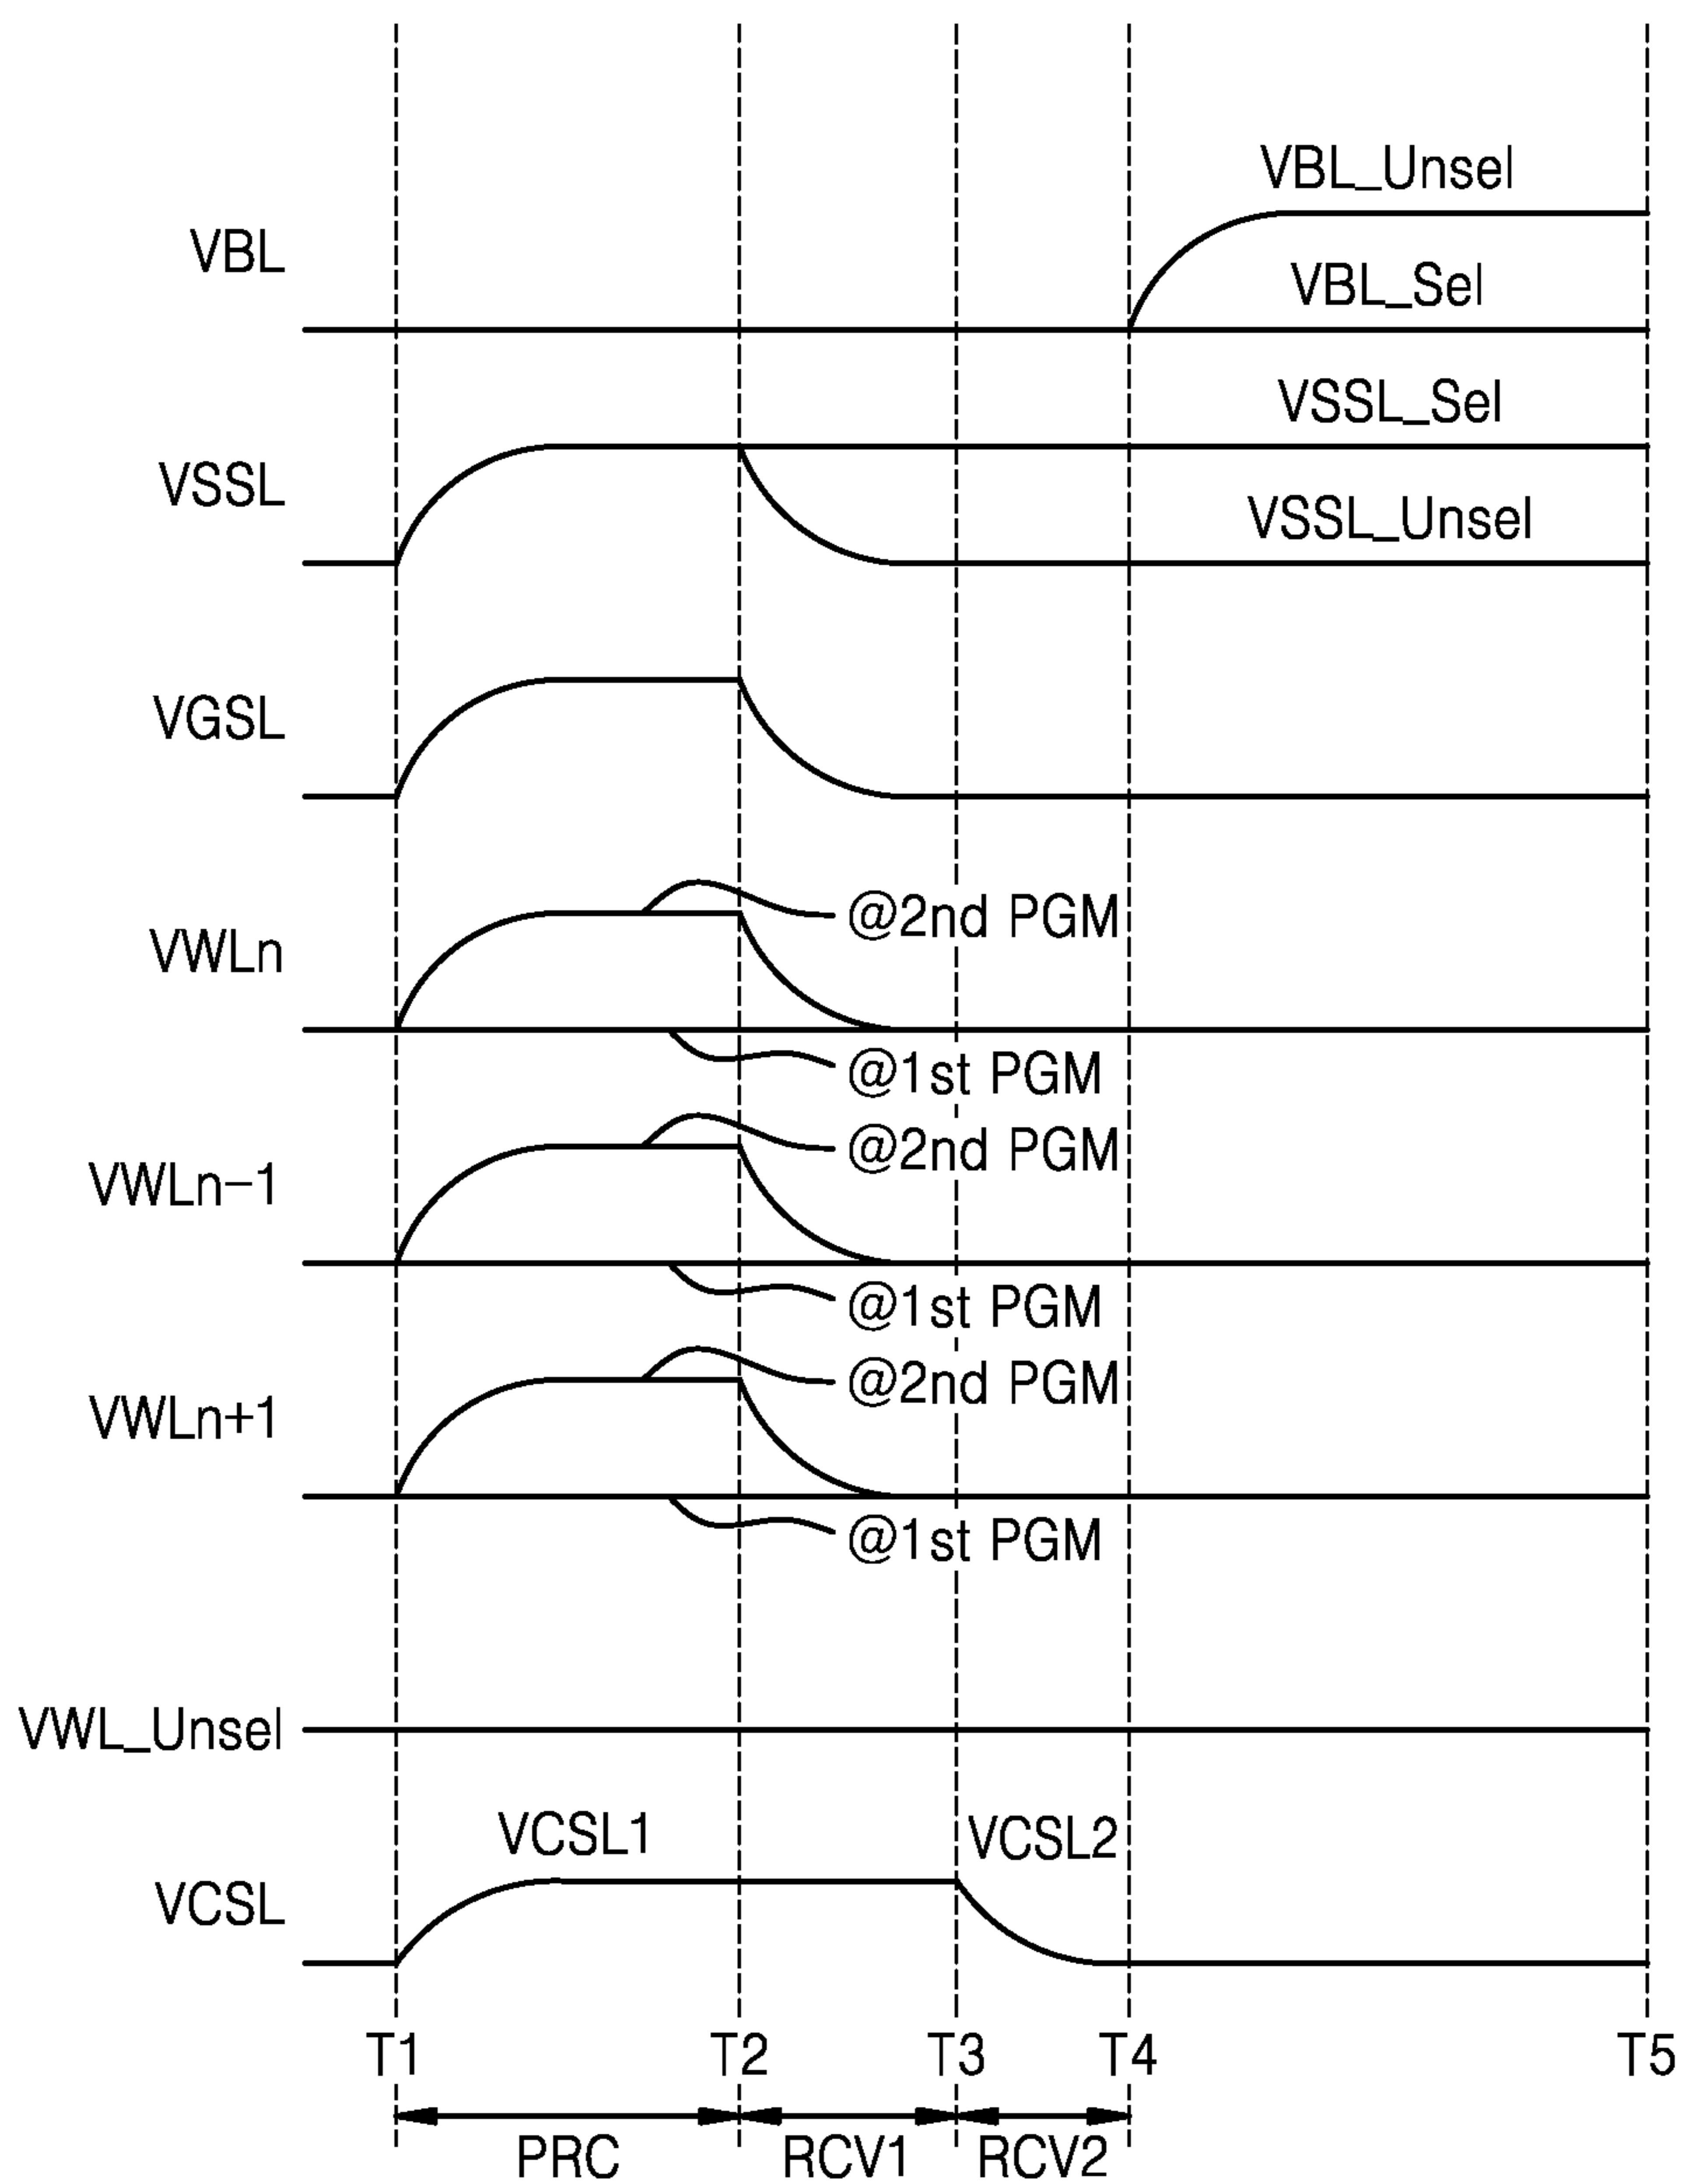 VBL_Unsel
VBL
VBL_Sel
VSSL_Sel
VSSL
VSSL_Unsel
VGSL
@2nd PGM
VWLn
@1st PGM
@2nd PGM
VWLn-1
@1st PGM
@2nd PGM
VWLn+1
@1st PGM
VWL_Unsel
VCSL1 VCSL2
VCSL
T1 T2 T3 T4 T5
PRC RCV1 RCV2